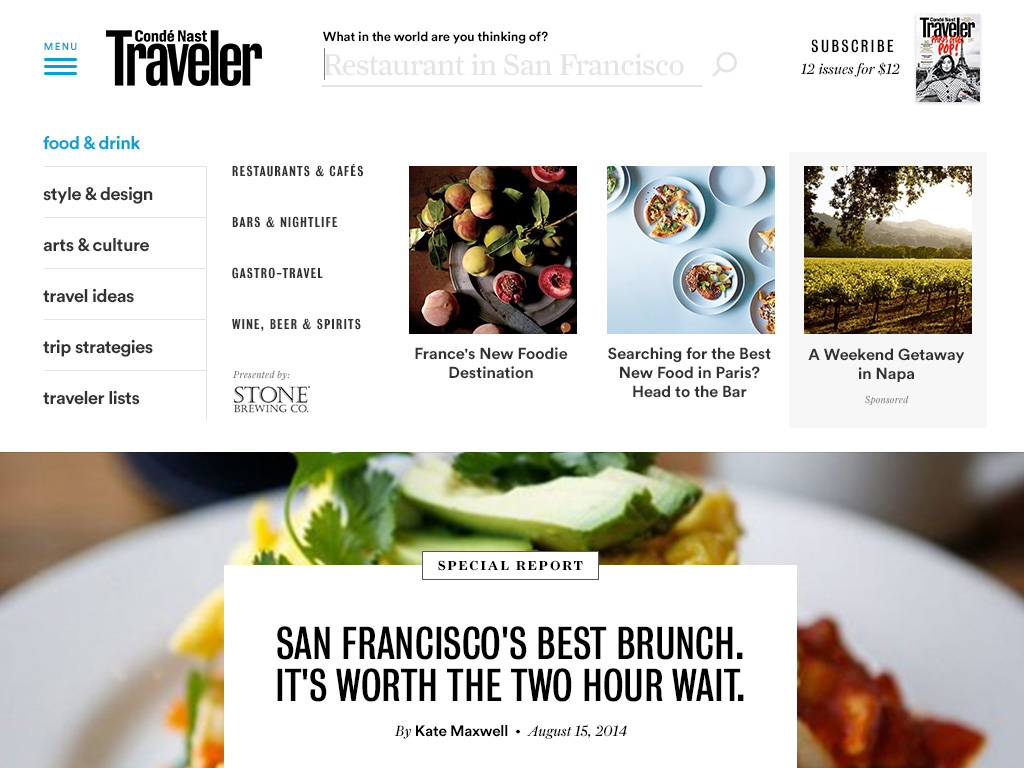 MENU
Condé Nast
Traveler
What in the world are you thinking of?
Restaurant in San Francisco
SUBSCRIBE
12 issues for $12
Condé Nast
Traveler
food & drink
style & design
arts & culture
travel ideas
trip strategies
traveler lists
RESTAURANTS & CAFÉS
BARS & NIGHTLIFE
GASTRO-TRAVEL
WINE, BEER & SPIRITS
Presented by:
STONE
BREWING CO.
France's New Foodie
Destination
Searching for the Best
New Food in Paris?
Head to the Bar
A Weekend Getaway
in Napa
Sponsored
SPECIAL REPORT
SAN FRANCISCO'S BEST BRUNCH.
IT'S WORTH THE TWO HOUR WAIT.
By Kate Maxwell • August 15, 2014